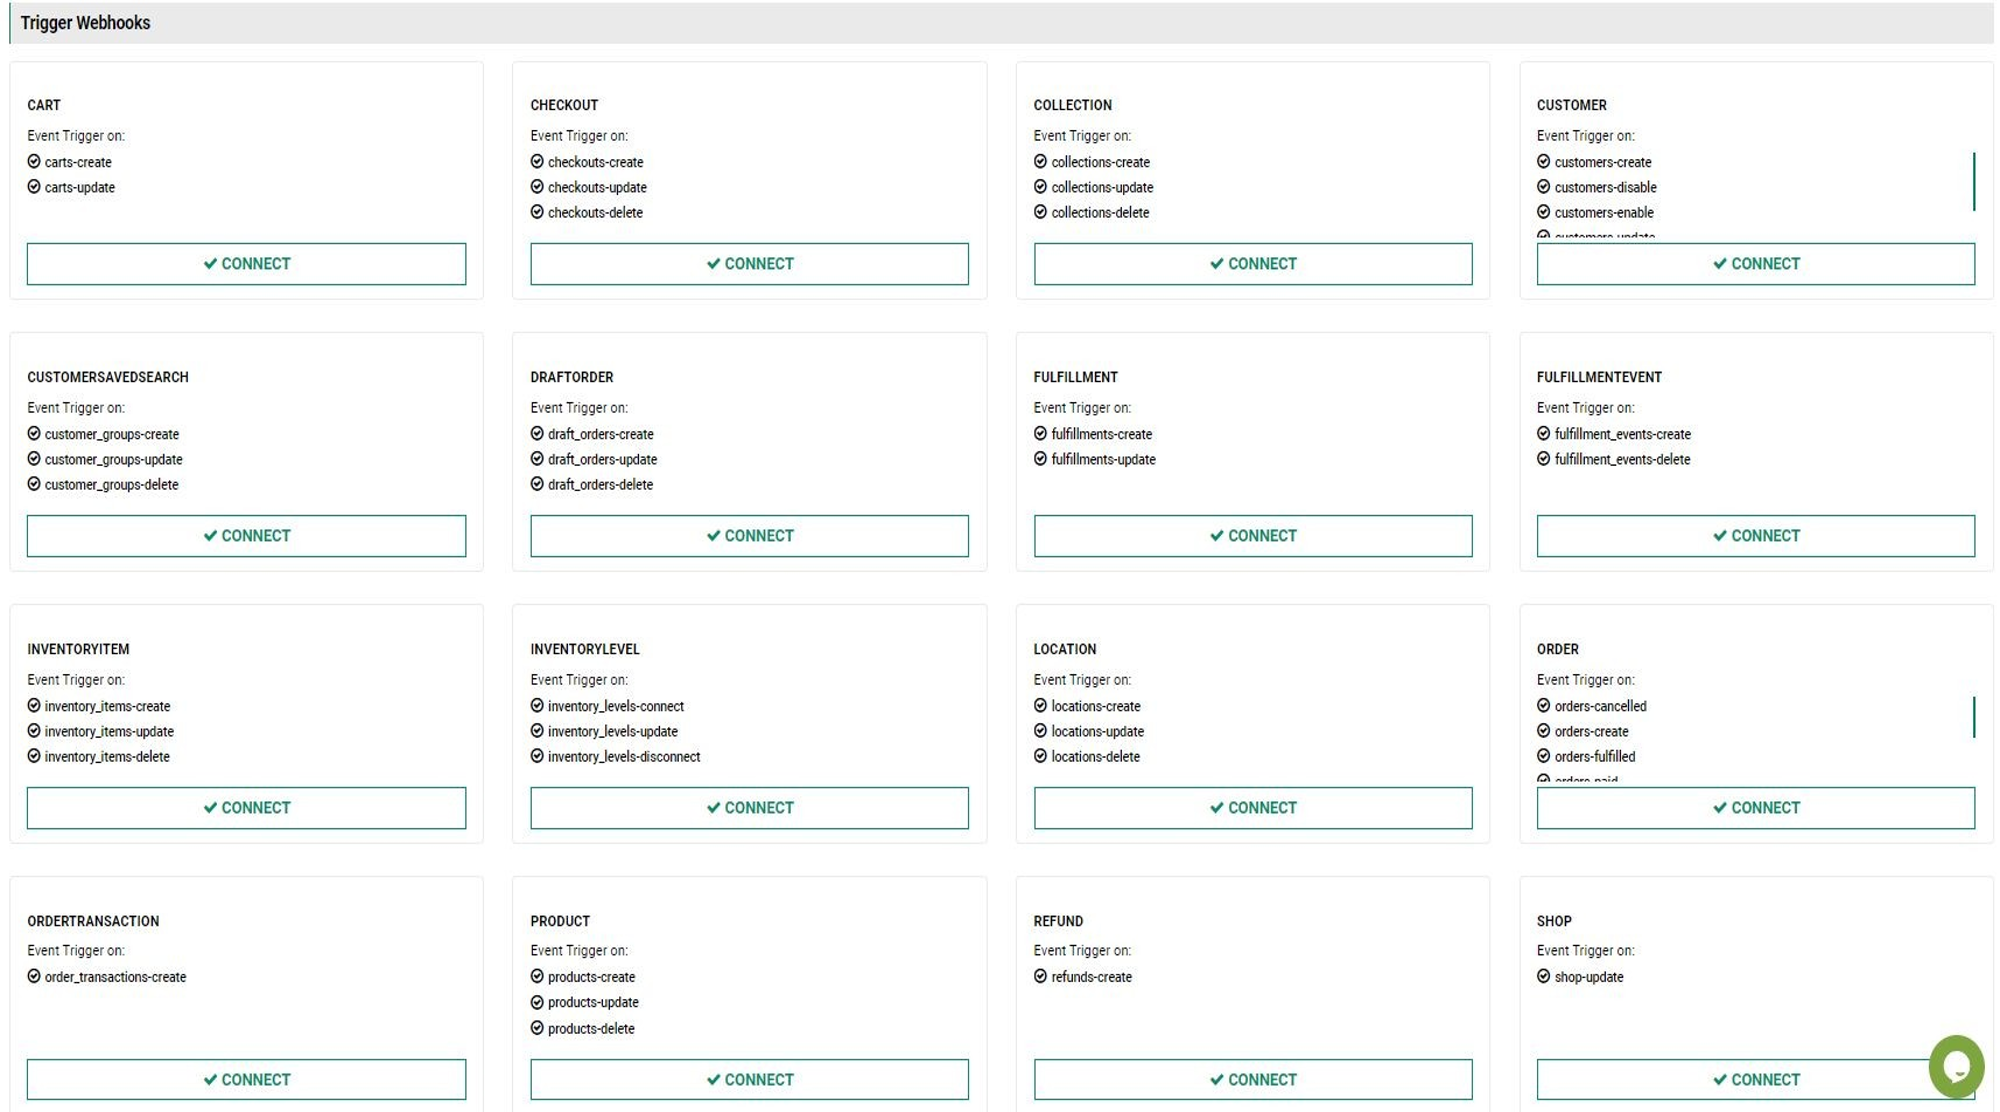 Trigger Webhooks
CART
Event Trigger on:
carts-create
carts-update
CONNECT
CHECKOUT
Event Trigger on:
checkouts-create
checkouts-update
checkouts-delete
CONNECT
COLLECTION
Event Trigger on:
collections-create
collections-update
collections-delete
CONNECT
CUSTOMER
Event Trigger on:
customers-create
customers-disable
customers-enable
customers-update
CONNECT
CUSTOMERSAVEDSEARCH
Event Trigger on:
customer_groups-create
customer_groups-update
customer_groups-delete
CONNECT
DRAFTORDER
Event Trigger on:
draft_orders-create
draft_orders-update
draft_orders-delete
CONNECT
FULFILLMENT
Event Trigger on:
fulfillments-create
fulfillments-update
CONNECT
FULFILLMENTEVENT
Event Trigger on:
fulfillment_events-create
fulfillment_events-delete
CONNECT
INVENTORYITEM
Event Trigger on:
inventory_items-create
inventory_items-update
inventory_items-delete
CONNECT
INVENTORYLEVEL
Event Trigger on:
inventory_levels-connect
inventory_levels-update
inventory_levels-disconnect
CONNECT
LOCATION
Event Trigger on:
locations-create
locations-update
locations-delete
CONNECT
ORDER
Event Trigger on:
orders-cancelled
orders-create
orders-fulfilled
orders-paid
CONNECT
ORDERTRANSACTION
Event Trigger on:
order_transactions-create
CONNECT
PRODUCT
Event Trigger on:
products-create
products-update
products-delete
CONNECT
REFUND
Event Trigger on:
refunds-create
CONNECT
SHOP
Event Trigger on:
shop-update
CONNECT